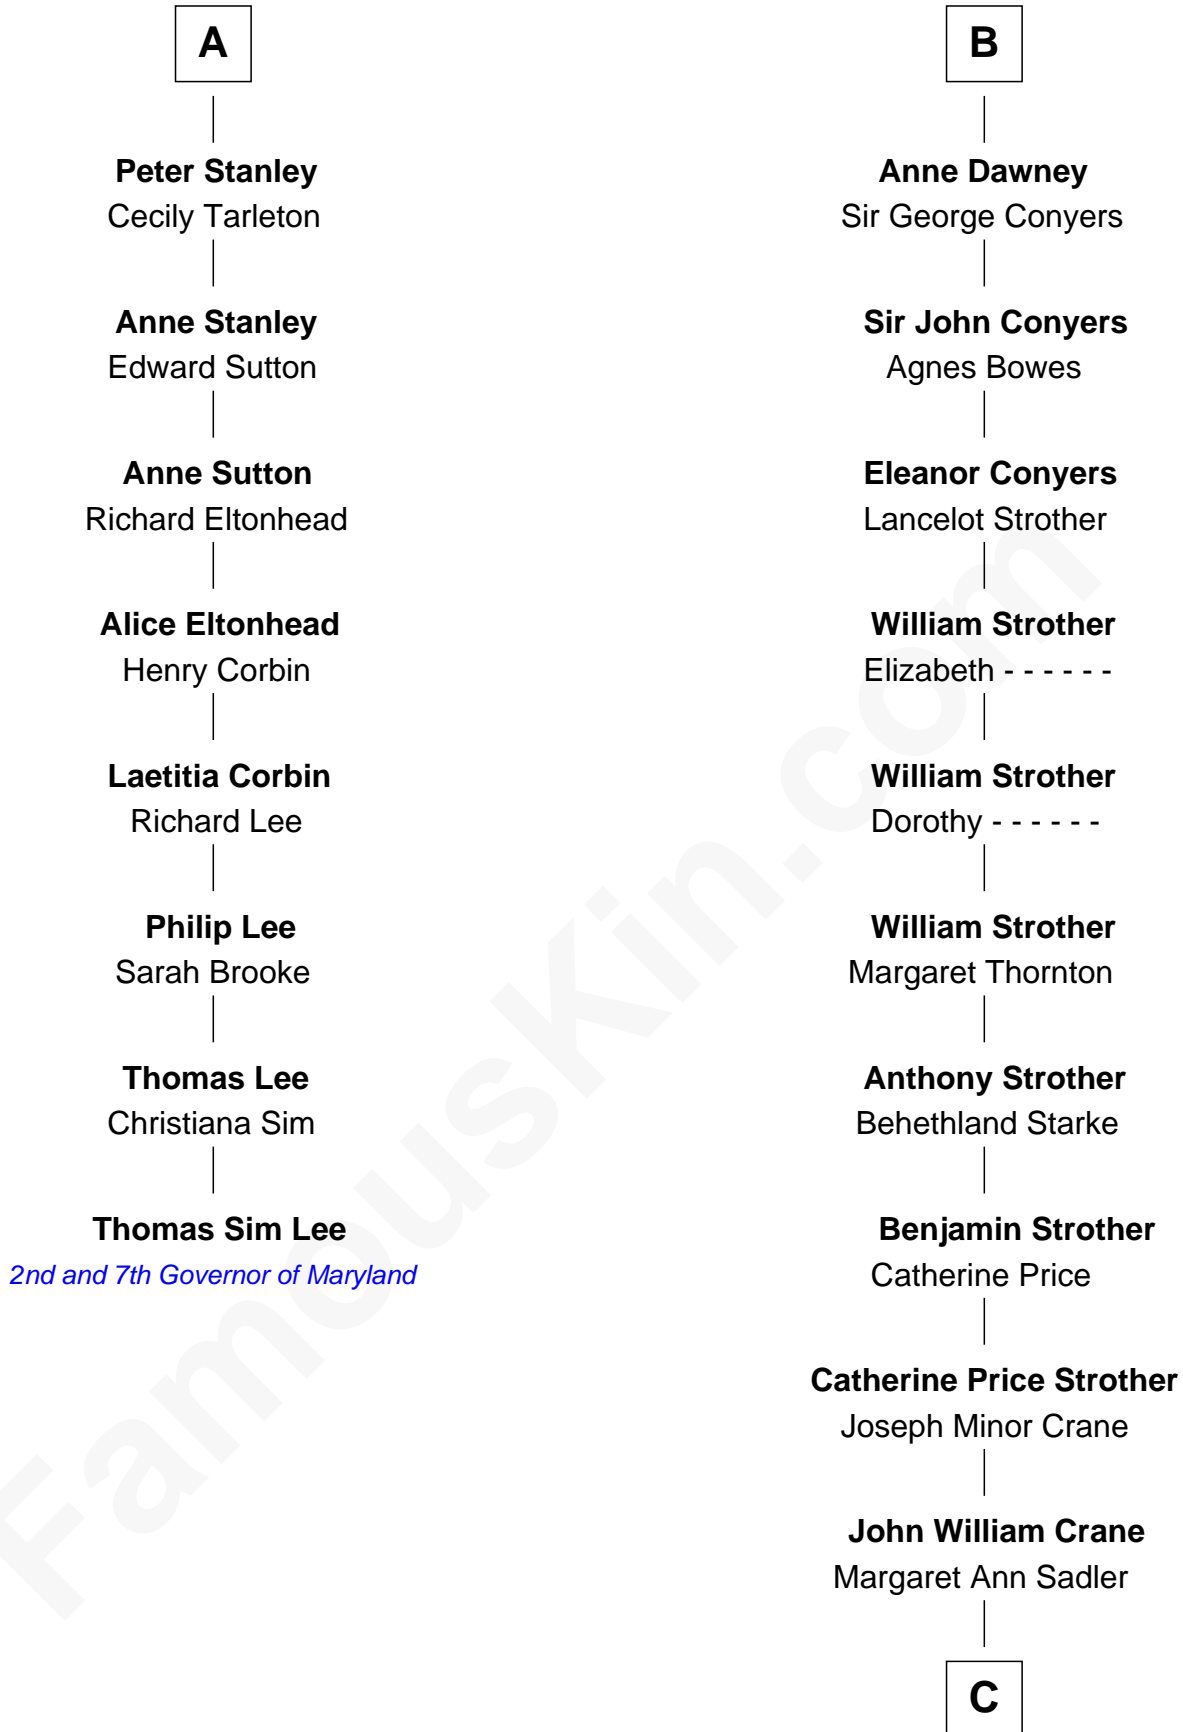 A
Peter Stanley
Cecily Tarleton
Anne Stanley
Edward Sutton
Anne Sutton
Richard Eltonhead
Alice Eltonhead
Henry Corbin
Laetitia Corbin
Richard Lee
Philip Lee
Sarah Brooke
Thomas Lee
Christiana Sim
Thomas Sim Lee
2nd and 7th Governor of Maryland
B
Anne Dawney
Sir George Conyers
Sir John Conyers
Agnes Bowes
Eleanor Conyers
Lancelot Strother
William Strother
Elizabeth - - - - - -
William Strother
Dorothy - - - - - -
William Strother
Margaret Thornton
Anthony Strother
Behethland Starke
Benjamin Strother
Catherine Price
Catherine Price Strother
Joseph Minor Crane
John William Crane
Margaret Ann Sadler
C
FamousKin.com